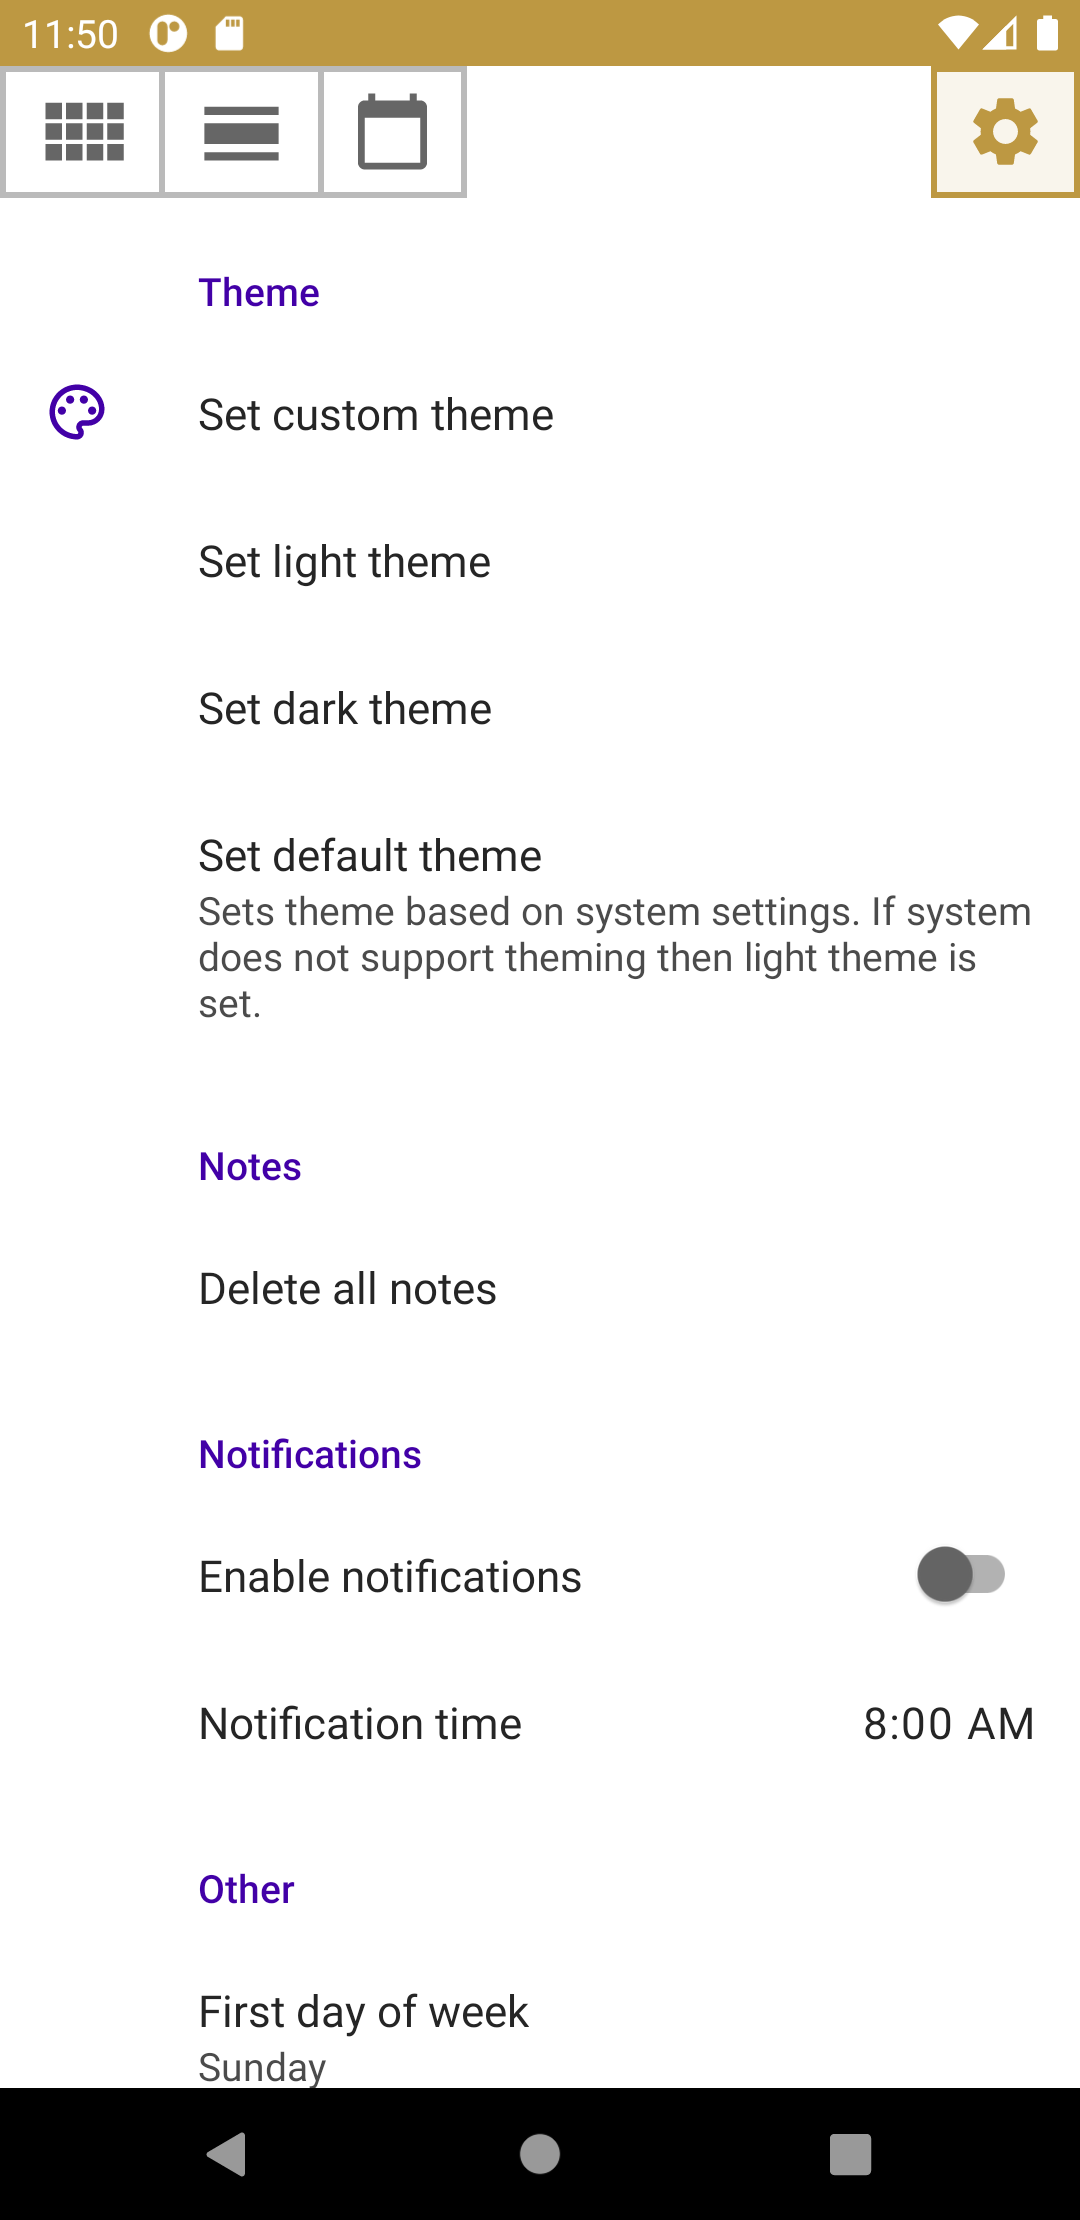 11:50
Theme
Set custom theme
Set light theme
Set dark theme
Set default theme
Sets theme based on system settings. If system
does not support theming then light theme is
set.
Notes
Delete all notes
Notifications
Enable notifications
Notification time
8:00 AM
Other
First day of week
Sunday